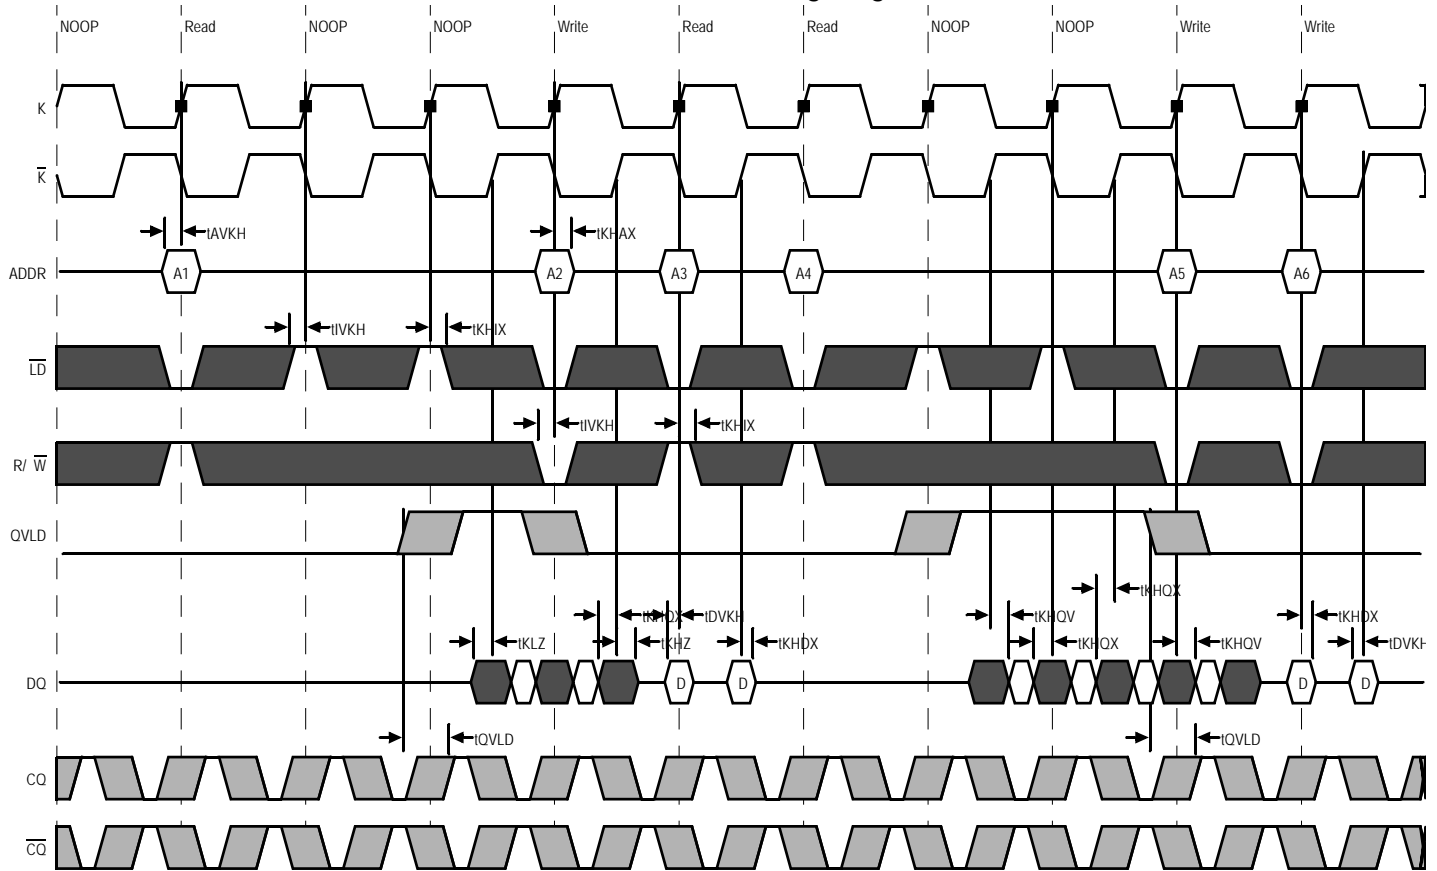 NOOP Read NOOP NOOP Write Read Read NOOP NOOP Write Write
K
K
tAVKH tKHAX
ADDR A1 A2 A3 A4 A5 A6
tIVKH tKHIX
LD
tIVKH tKHIX
R/ W
QVLD
tKHQX
tKHQX tDVKH tKHQV tKHDX
tKLZ tKHZ tKHDX tKHQX tKHQV tDVKH
DQ D D D D
tQVLD tQVLD
CQ
CQ